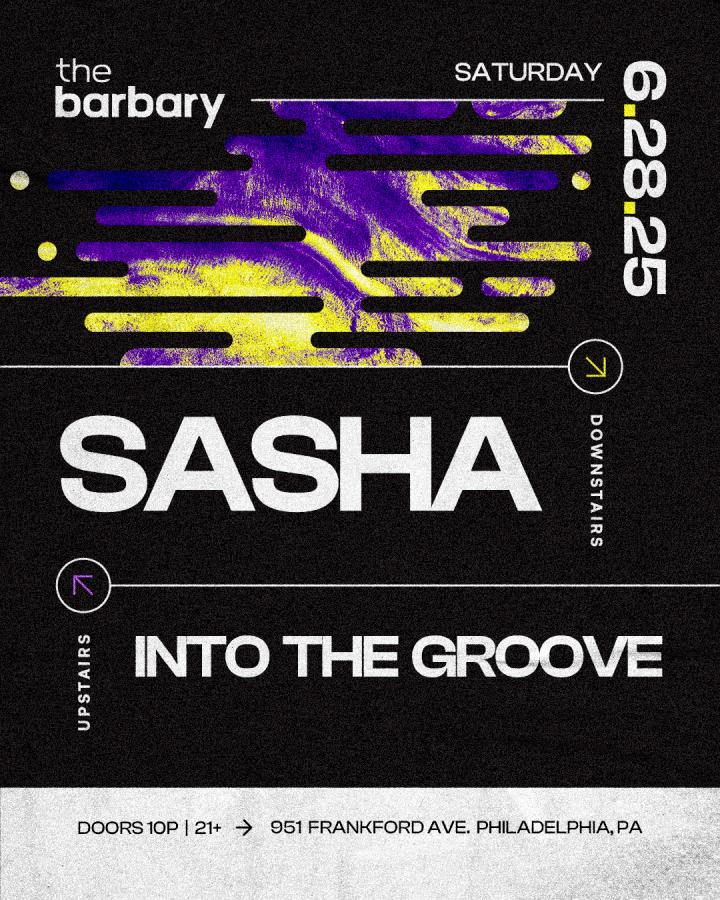 the
barbary
SATURDAY
6.28.25
SASHA
DOWNSTAIRS
UPSTAIRS
INTO THE GROOVE
DOORS 10P | 21+ → 951 FRANKFORD AVE. PHILADELPHIA, PA